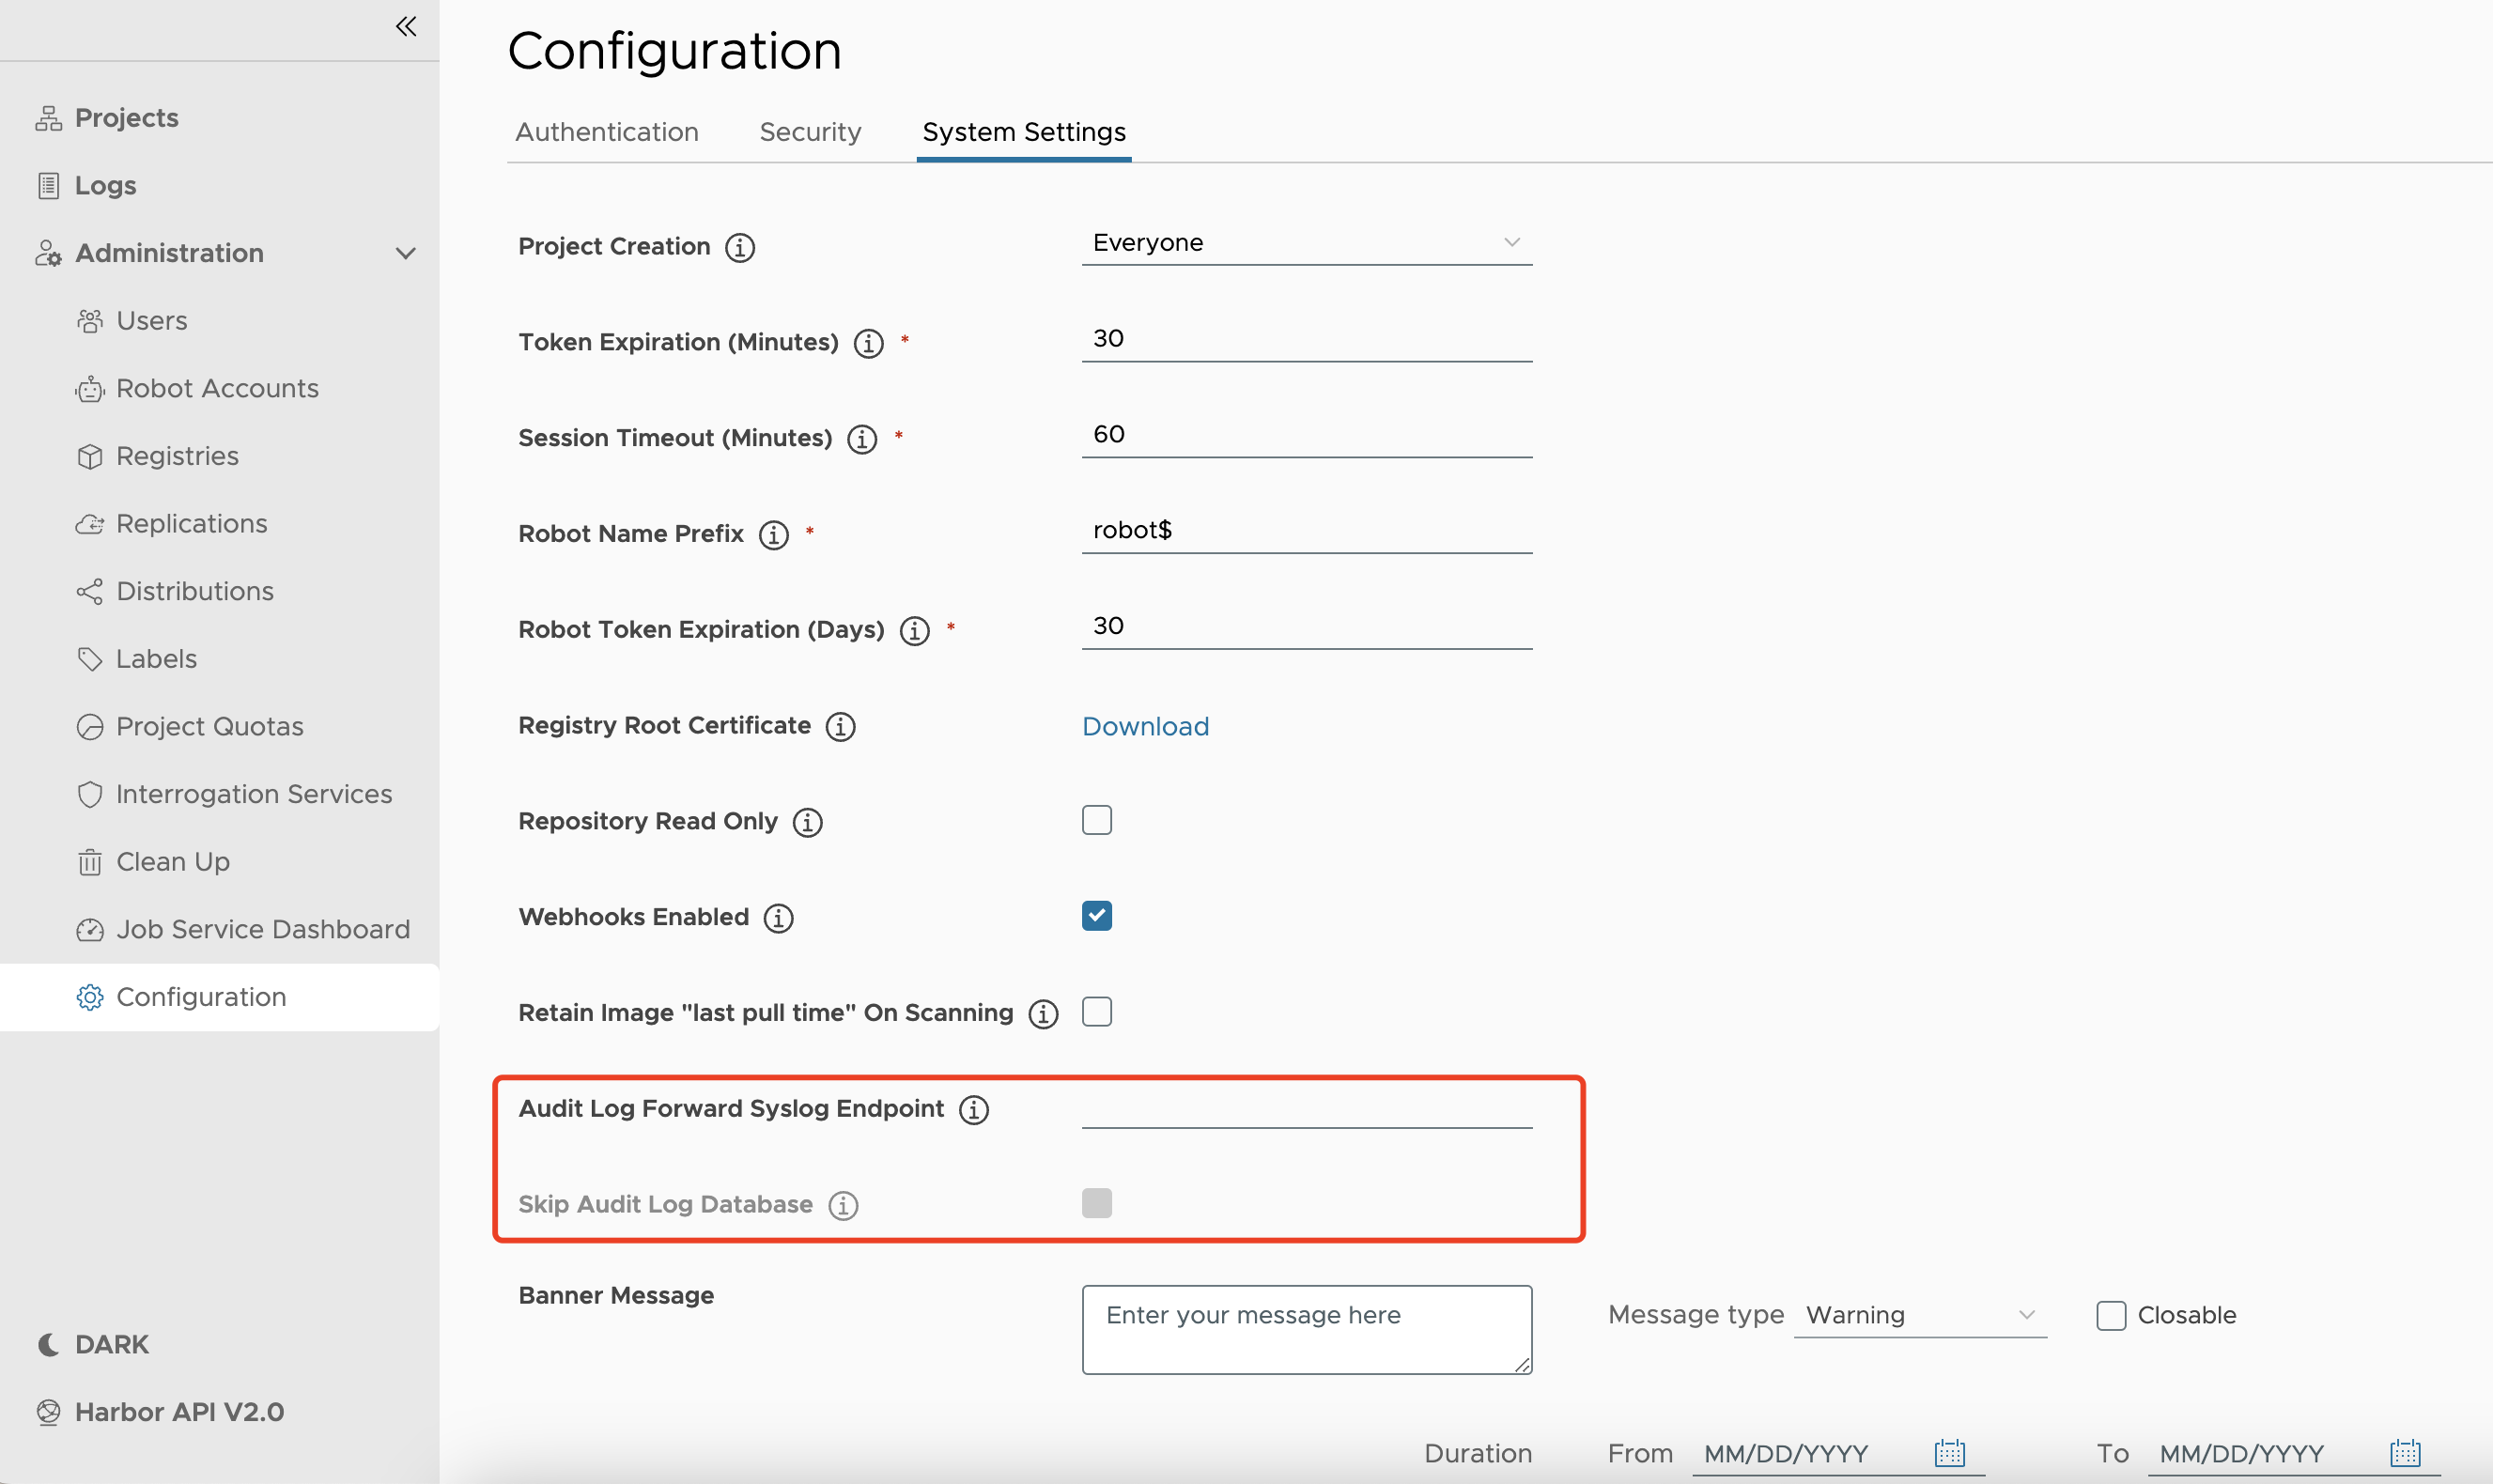 Projects
Logs
Administration
Users
Robot Accounts
Registries
Replications
Distributions
Labels
Project Quotas
Interrogation Services
Clean Up
Job Service Dashboard
Configuration
DARK
Harbor API V2.0
Configuration
Authentication Security System Settings
Project Creation Everyone
Token Expiration (Minutes) * 30
Session Timeout (Minutes) * 60
Robot Name Prefix * robot$
Robot Token Expiration (Days) * 30
Registry Root Certificate Download
Repository Read Only
Webhooks Enabled
Retain Image "last pull time" On Scanning
Audit Log Forward Syslog Endpoint
Skip Audit Log Database
Banner Message Enter your message here Message type Warning Closable
Duration From MM/DD/YYYY To MM/DD/YYYY